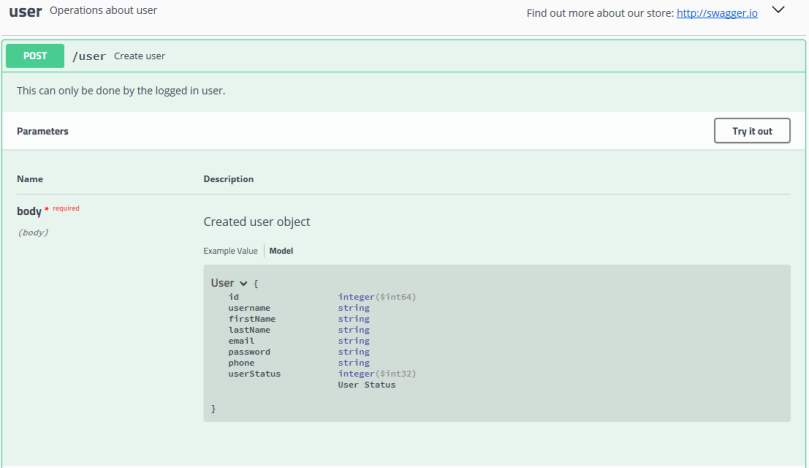 user Operations about user Find out more about our store: http://swagger.io
POST /user Create user
This can only be done by the logged in user.
Parameters Try it out
Name Description
body * required
(body)
Created user object
Example Value Model
User {
id integer($int64)
username string
firstName string
lastName string
email string
password string
phone string
userStatus integer($int32)
User Status
}